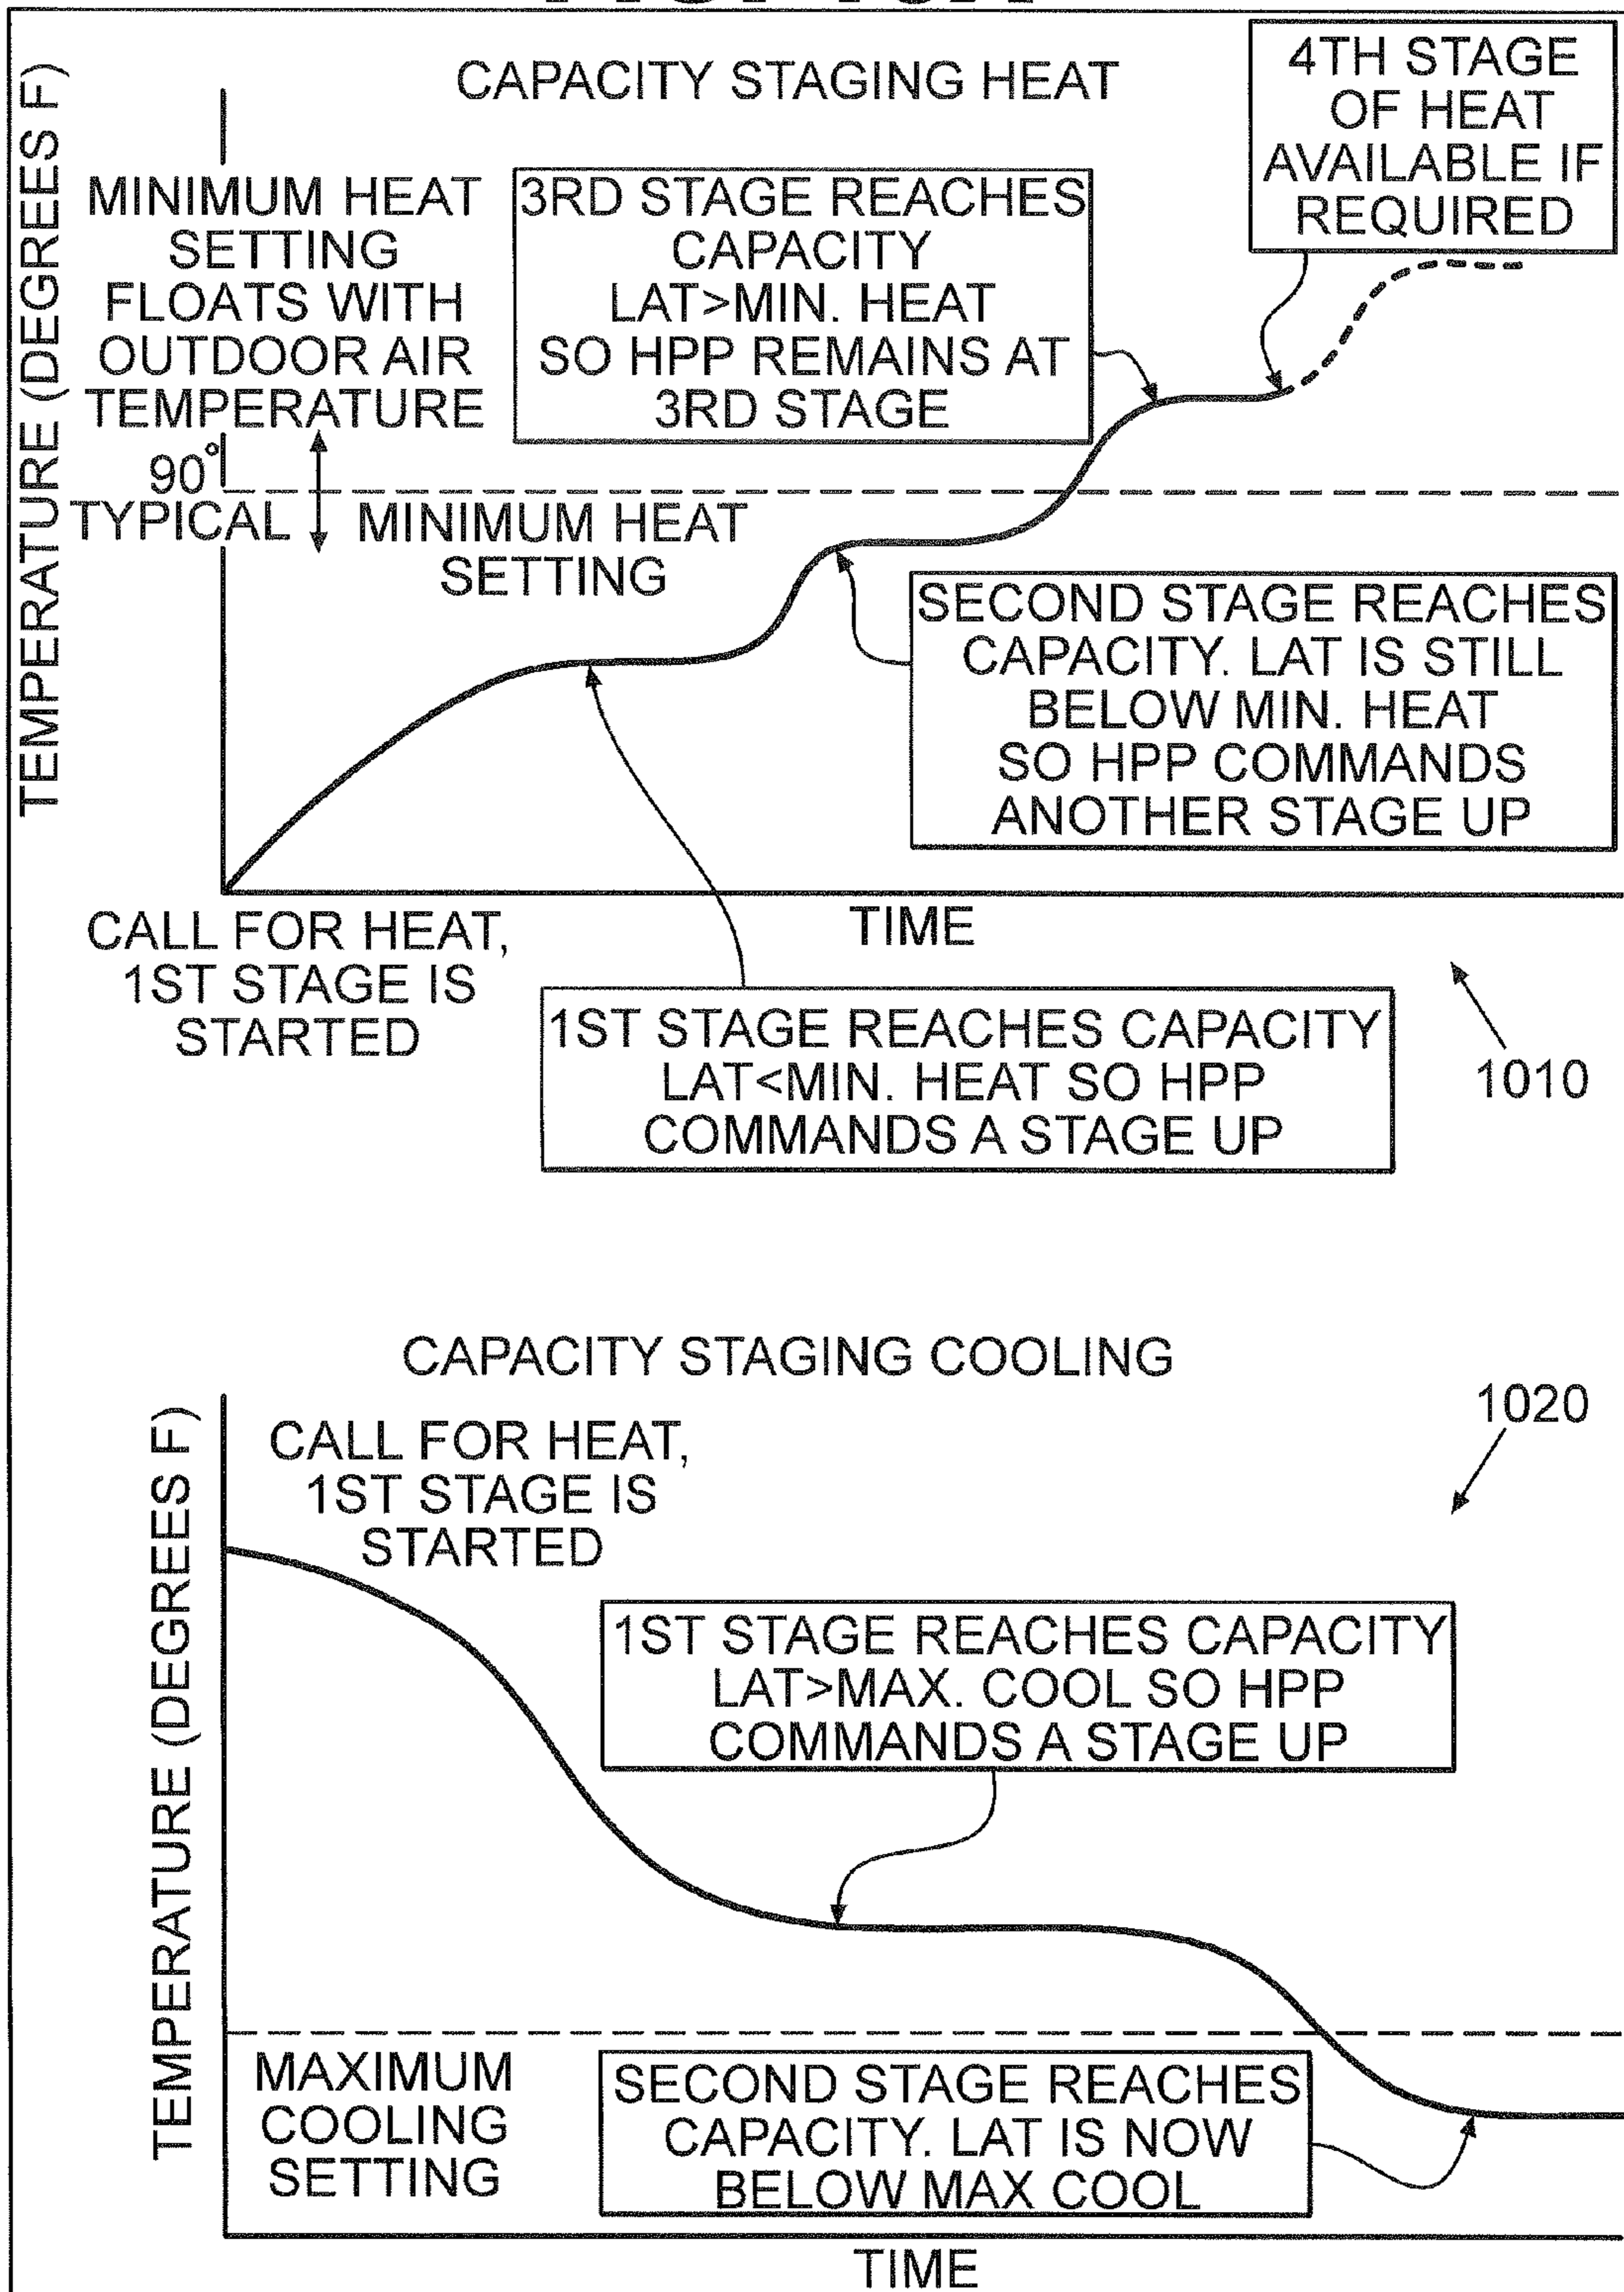 CAPACITY STAGING HEAT
4TH STAGE
OF HEAT
AVAILABLE IF
REQUIRED
TEMPERATURE (DEGREES F)
MINIMUM HEAT
SETTING
FLOATS WITH
OUTDOOR AIR
TEMPERATURE
3RD STAGE REACHES
CAPACITY
LAT>MIN. HEAT
SO HPP REMAINS AT
3RD STAGE
90°
TYPICAL
MINIMUM HEAT
SETTING
SECOND STAGE REACHES
CAPACITY. LAT IS STILL
BELOW MIN. HEAT
SO HPP COMMANDS
ANOTHER STAGE UP
TIME
CALL FOR HEAT,
1ST STAGE IS
STARTED
1ST STAGE REACHES CAPACITY
LAT<MIN. HEAT SO HPP
COMMANDS A STAGE UP
1010
CAPACITY STAGING COOLING
1020
TEMPERATURE (DEGREES F)
CALL FOR HEAT,
1ST STAGE IS
STARTED
1ST STAGE REACHES CAPACITY
LAT>MAX. COOL SO HPP
COMMANDS A STAGE UP
MAXIMUM
COOLING
SETTING
SECOND STAGE REACHES
CAPACITY. LAT IS NOW
BELOW MAX COOL
TIME